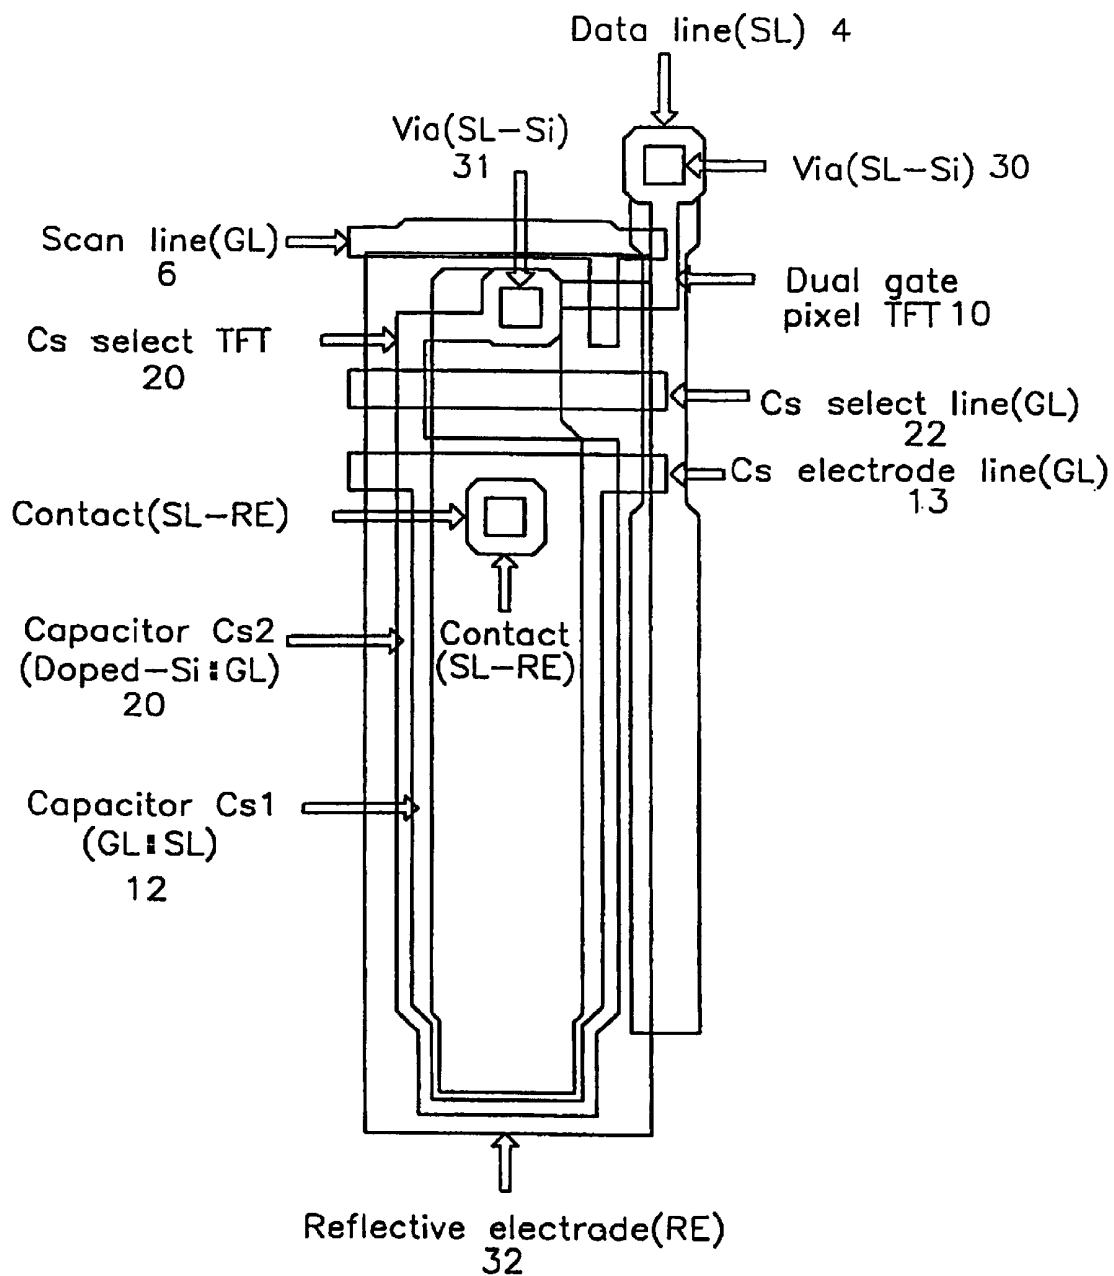 Data line(SL) 4
Via(SL-Si)
31
Via(SL-Si) 30
Scan line(GL)
6
Dual gate
pixel TFT 10
Cs select TFT
20
Cs select line(GL)
22
Cs electrode line(GL)
13
Contact(SL-RE)
Capacitor Cs2
(Doped-Si:GL)
20
Contact
(SL-RE)
Capacitor Cs1
(GL:SL)
12
Reflective electrade(RE)
32